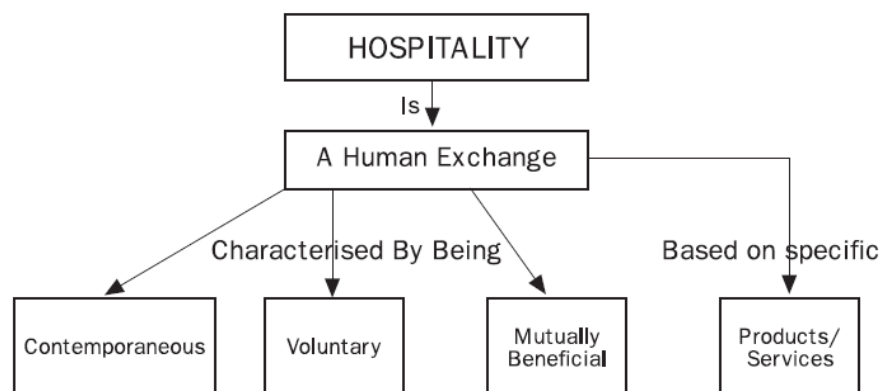 HOSPITALITY
Is
A Human Exchange
Characterised By Being
Based on specific
Contemporaneous
Voluntary
Mutually
Beneficial
Products/
Services